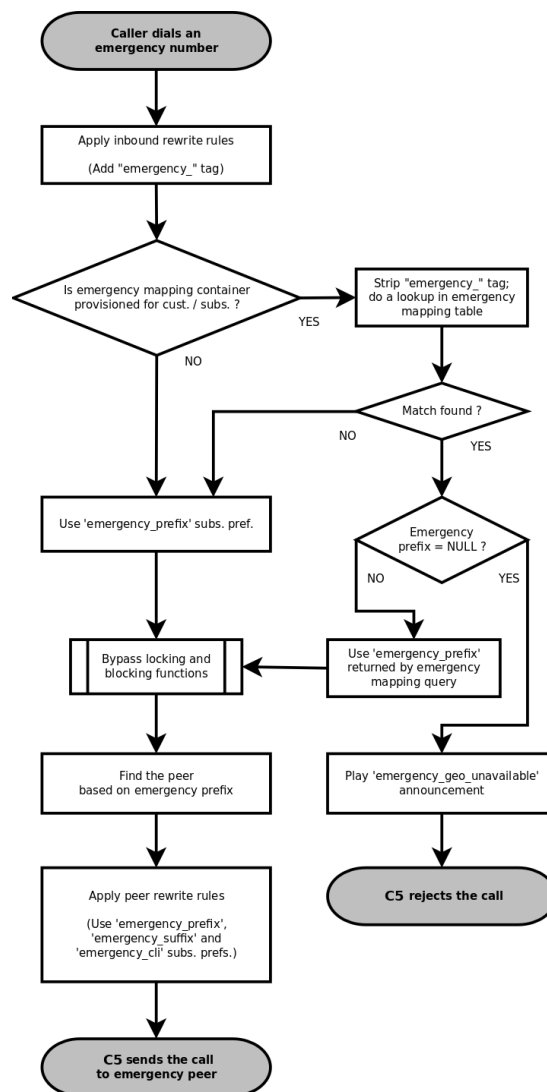 Caller dials an
emergency number
Apply inbound rewrite rules
(Add "emergency_" tag)
Is emergency mapping container
provisioned for cust. / subs. ?
YES
NO
Strip "emergency_" tag;
do a lookup in emergency
mapping table
Match found ?
NO
YES
Use 'emergency_prefix' subs. pref.
Emergency
prefix = NULL ?
NO
YES
Bypass locking and
blocking functions
Use 'emergency_prefix'
returned by emergency
mapping query
Find the peer
based on emergency prefix
Play 'emergency_geo_unavailable'
announcement
Apply peer rewrite rules
(Use 'emergency_prefix',
'emergency_suffix' and
'emergency_cli' subs. prefs.)
C5 rejects the call
C5 sends the call
to emergency peer